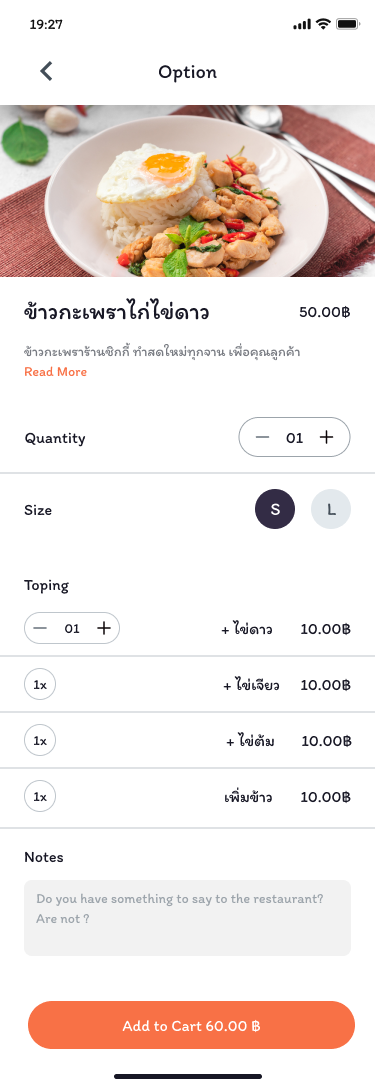 19:27
Option
ข้าวกะเพราไก่ไข่ดาว 50.00฿
ข้าวกะเพราร้านชิกกี้ ทำสดใหม่ทุกจาน เพื่อคุณลูกค้า
Read More
Quantity 01
Size S L
Toping
01 + ไข่ดาว 10.00฿
1x + ไข่เจียว 10.00฿
1x + ไข่ต้ม 10.00฿
1x เพิ่มข้าว 10.00฿
Notes
Do you have something to say to the restaurant?
Are not ?
Add to Cart 60.00 ฿